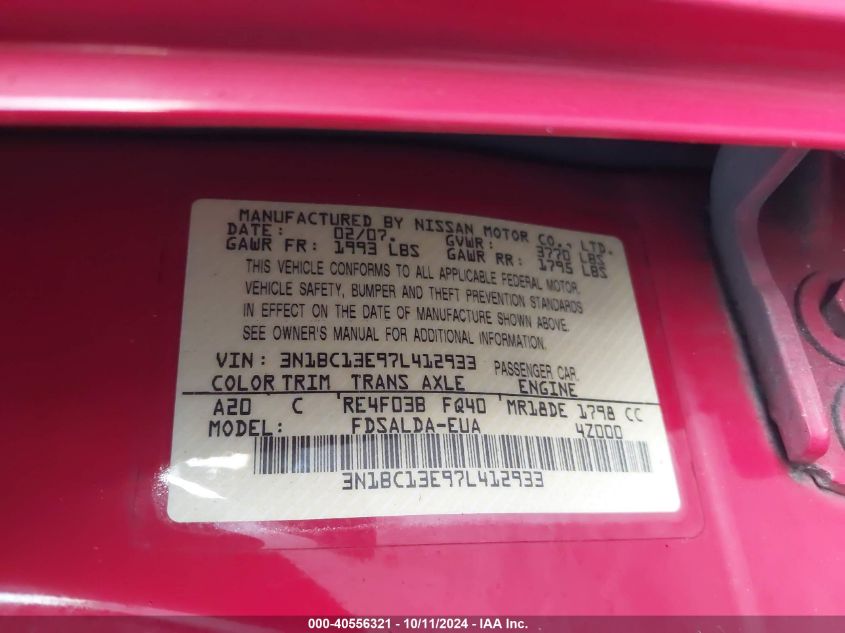 MANUFACTURED BY NISSAN MOTOR CO., LTD.
DATE: 02/07. GVWR: 3770 LBS
GAWR FR: 1993 LBS GAWR RR: 1795 LBS
THIS VEHICLE CONFORMS TO ALL APPLICABLE FEDERAL MOTOR
VEHICLE SAFETY, BUMPER AND THEFT PREVENTION STANDARDS
IN EFFECT ON THE DATE OF MANUFACTURE SHOWN ABOVE.
SEE OWNER'S MANUAL FOR ADDITIONAL INFORMATION.
VIN: 3N1BC13E97L412933 PASSENGER CAR
COLOR TRIM TRANS AXLE ENGINE
A20 C RE4F03B FQ40 MR18DE 1798 CC
MODEL: FDSALDA-EUA 4Z000
3N1BC13E97L412933
000-40556321 - 10/11/2024 - IAA Inc.